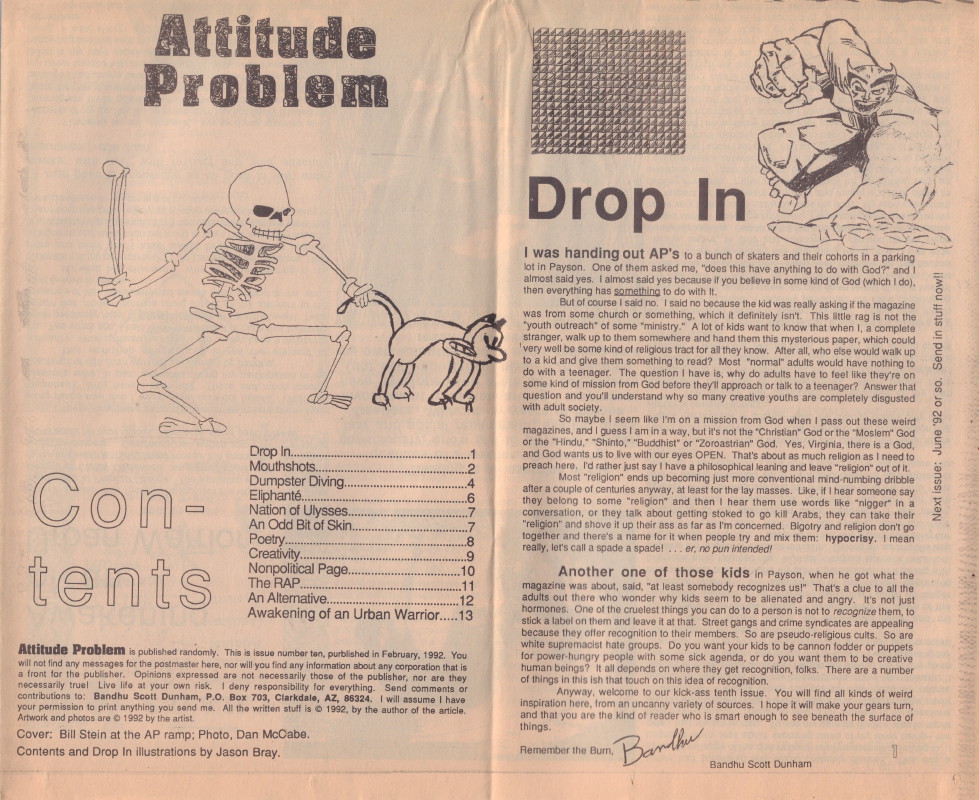 Attitude
Problem
Drop In.....................................................1
Mouthshots.............................................2
Dumpster Diving.......................................4
Eliphanté..................................................6
Nation of Ulysses......................................7
An Odd Bit of Skin.....................................7
Poetry......................................................8
Creativity..................................................9
Nonpolitical Page....................................10
The RAP.................................................11
An Alternative..........................................12
Awakening of an Urban Warrior.....13
Con-
tents
Attitude Problem is published randomly. This is issue number ten, purblished in February, 1992. You
will not find any messages for the postmaster here, nor will you find any information about any corporation that is
a front for the publisher. Opinions expressed are not necessarily those of the publisher, nor are they
necessarily true! Live life at your own risk. I deny responsibility for everything. Send comments or
contributions to: Bandhu Scott Dunham, P.O. Box 703, Clarkdale, AZ, 86324. I will assume I have
your permission to print anything you send me. All the written stuff is © 1992, by the author of the article.
Artwork and photos are © 1992 by the artist.
Cover: Bill Stein at the AP ramp; Photo, Dan McCabe.
Contents and Drop In illustrations by Jason Bray.
Drop In
I was handing out AP's to a bunch of skaters and their cohorts in a parking
lot in Payson. One of them asked me, "does this have anything to do with God?" and I
almost said yes. I almost said yes because if you believe in some kind of God (which I do),
then everything has something to do with It.
But of course I said no. I said no because the kid was really asking if the magazine
was from some church or something, which it definitely isn't. This little rag is not the
"youth outreach" of some "ministry." A lot of kids want to know that when I, a complete
stranger, walk up to them somewhere and hand them this mysterious paper, which could
very well be some kind of religious tract for all they know. After all, who else would walk up
to a kid and give them something to read? Most "normal" adults would have nothing to
do with a teenager. The question I have is, why do adults have to feel like they're on
some kind of mission from God before they'll approach or talk to a teenager? Answer that
question and you'll understand why so many creative youths are completely disgusted
with adult society.
So maybe I seem like I'm on a mission from God when I pass out these weird
magazines, and I guess I am in a way, but it's not the "Christian" God or the "Moslem" God
or the "Hindu," "Shinto," "Buddhist" or "Zoroastrian" God. Yes, Virginia, there is a God,
and God wants us to live with our eyes OPEN. That's about as much religion as I need to
preach here. I'd rather just say I have a philosophical leaning and leave "religion" out of it.
Most "religion" ends up becoming just more conventional mind-numbing dribble
after a couple of centuries anyway, at least for the lay masses. Like, if I hear someone say
they belong to some "religion" and then I hear them use words like "nigger" in a
conversation, or they talk about getting stoked to go kill Arabs, they can take their
"religion" and shove it up their ass as far as I'm concerned. Bigotry and religion don't go
together and there's a name for it when people try and mix them: hypocrisy. I mean
really, let's call a spade a spade! . . . er, no pun intended!
Another one of those kids in Payson, when he got what the
magazine was about, said, "at least somebody recognizes us!" That's a clue to all the
adults out there who wonder why kids seem to be alienated and angry. It's not just
hormones. One of the cruelest things you can do to a person is not to recognize them, to
stick a label on them and leave it at that. Street gangs and crime syndicates are appealing
because they offer recognition to their members. So are pseudo-religious cults. So are
white supremacist hate groups. Do you want your kids to be cannon fodder or puppets
for power-hungry people with some sick agenda, or do you want them to be creative
human beings? It all depends on where they get recognition, folks. There are a number
of things in this ish that touch on this idea of recognition.
Anyway, welcome to our kick-ass tenth issue. You will find all kinds of weird
inspiration here, from an uncanny variety of sources. I hope it will make your gears turn,
and that you are the kind of reader who is smart enough to see beneath the surface of
things.
Remember the Burn, Bandhu
Bandhu Scott Dunham
1
Next issue: June '92 or so. Send in stuff now!!